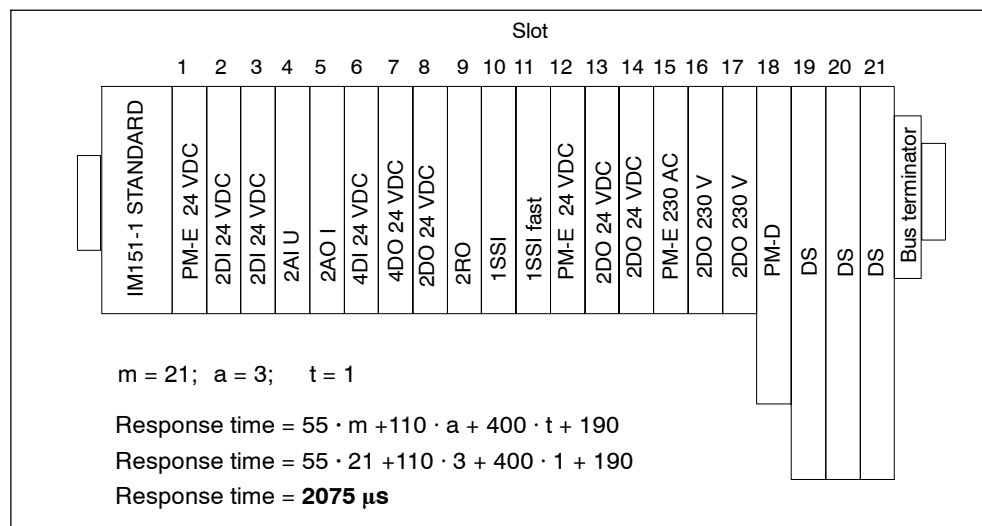 Slot
1 2 3 4 5 6 7 8 9 10 11 12 13 14 15 16 17 18 19 20 21
IM151-1 STANDARD
PM-E 24 VDC
2DI 24 VDC
2DI 24 VDC
2AI U
2AO I
4DI 24 VDC
4DO 24 VDC
2DO 24 VDC
2RO
1SSI
1SSI fast
PM-E 24 VDC
2DO 24 VDC
2DO 24 VDC
PM-E 230 AC
2DO 230 V
2DO 230 V
PM-D
DS
DS
DS
Bus terminator
m = 21; a = 3; t = 1
Response time = 55 · m +110 · a + 400 · t + 190
Response time = 55 · 21 +110 · 3 + 400 · 1 + 190
Response time = 2075 µs